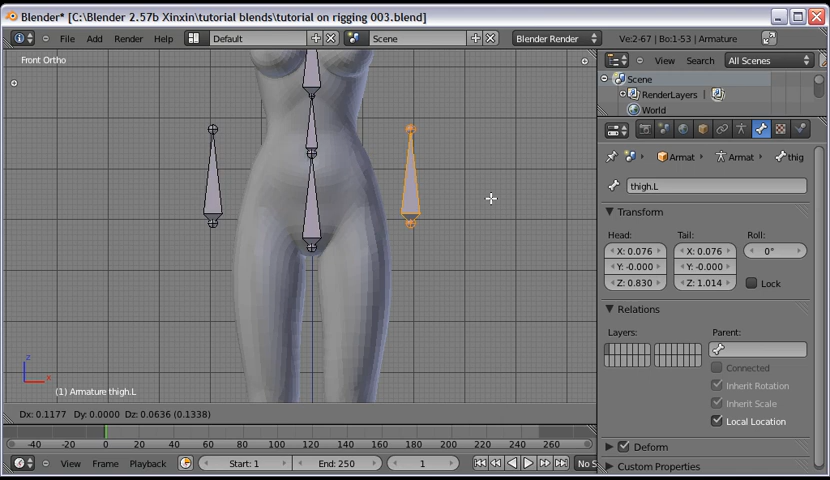 Blender* [C:\Blender 2.57b Xinxin\tutorial blends\tutorial on rigging 003.blend]
File Add Render Window Help Default Scene Blender Render Ve:2-67 | Bo:1-53 | Armature
Front Ortho
View Search All Scenes
Scene
RenderLayers
World
Armat Armat thig
thigh.L
Transform
Head: Tail: Roll:
X: 0.076 X: 0.076 0°
Y: -0.000 Y: -0.000
Z: 0.830 Z: 1.014 Lock
Relations
Layers: Parent:
Connected
Inherit Rotation
Inherit Scale
Local Location
Deform
Custom Properties
z
x
(1) Armature thigh.L
Dx: 0.1177 Dy: 0.0000 Dz: 0.0636 (0.1338)
-40 -20 0 20 40 60 80 100 120 140 160 180 200 220 240 260
View Frame Playback Start: 1 End: 250 1 No S